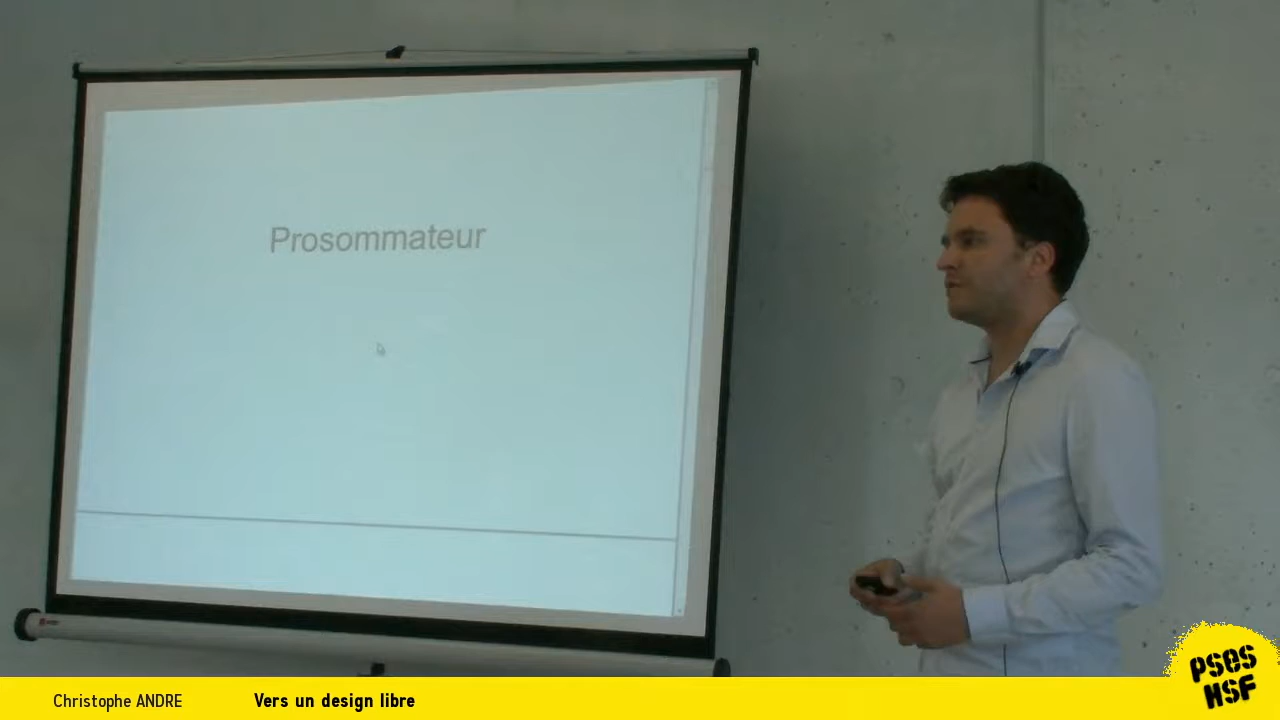 Prosommateur
Christophe ANDRE
Vers un design libre
PSES
HSF